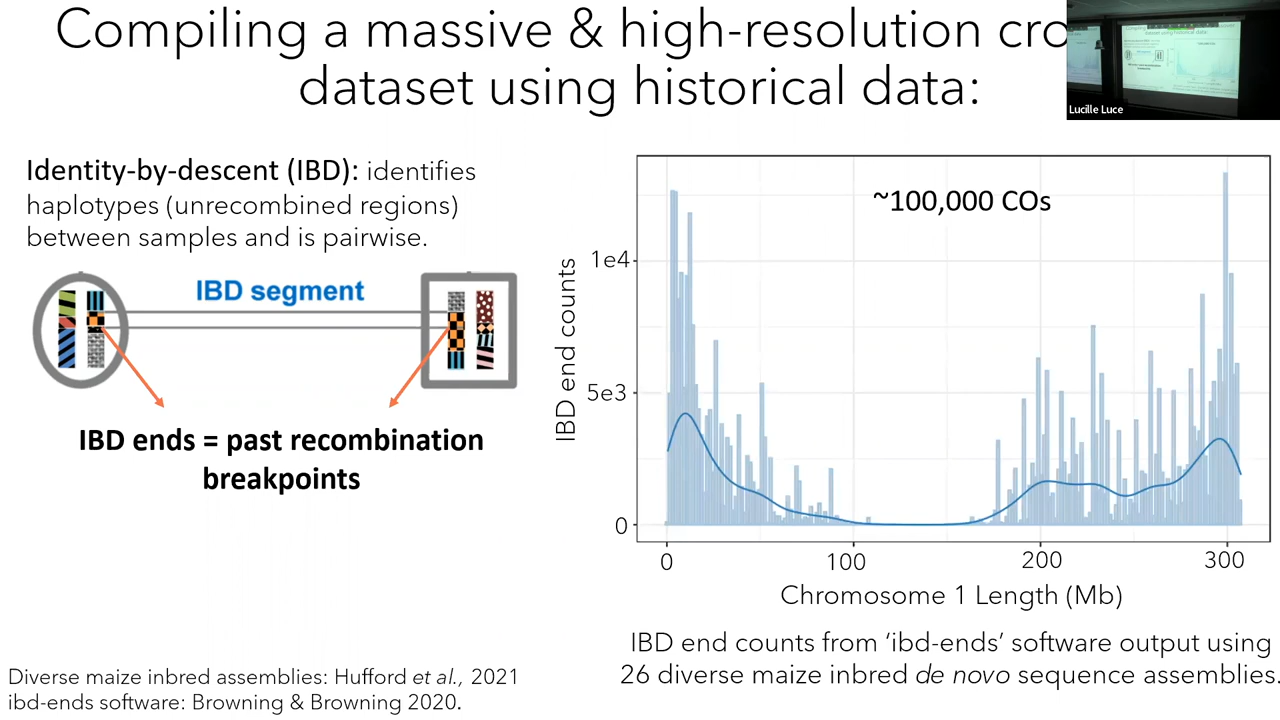 Compiling a massive & high-resolution cro
dataset using historical data:
Lucille Luce
Identity-by-descent (IBD): identifies
haplotypes (unrecombined regions)
between samples and is pairwise.
IBD segment
IBD ends = past recombination
breakpoints
~100,000 COs
IBD end counts
1e4
5e3
0
0 100 200 300
Chromosome 1 Length (Mb)
IBD end counts from ‘ibd-ends’ software output using
26 diverse maize inbred de novo sequence assemblies.
Diverse maize inbred assemblies: Hufford et al., 2021
ibd-ends software: Browning & Browning 2020.